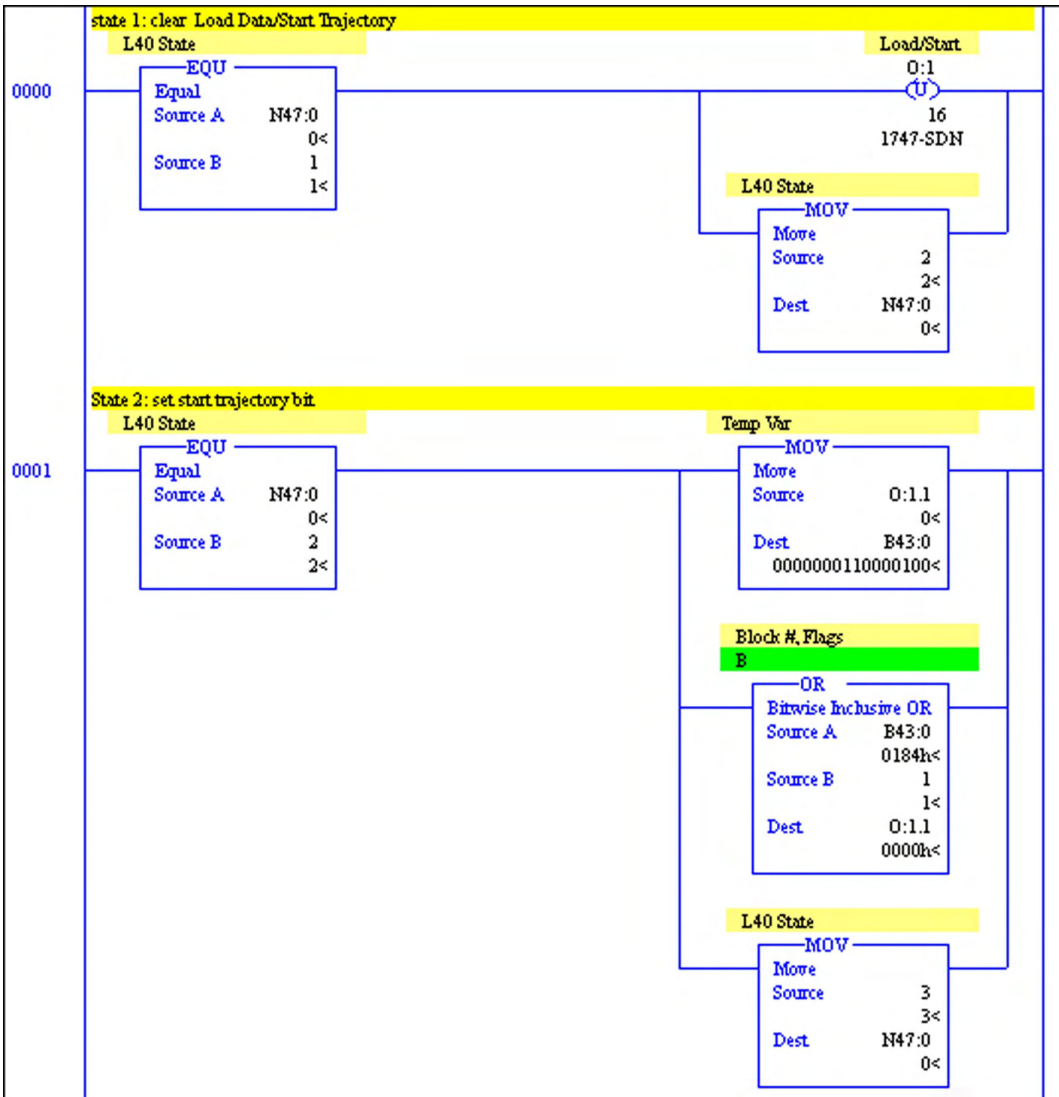 state 1: clear Load Data/Start Trajectory
L40 State
Load/Start
0000
EQU
Equal
Source A N47:0
0<
Source B 1
1<
O:1
U
16
1747-SDN
L40 State
MOV
Move
Source 2
2<
Dest N47:0
0<
State 2: set start trajectory bit
L40 State
Temp Var
0001
EQU
Equal
Source A N47:0
0<
Source B 2
2<
MOV
Move
Source O:1.1
0<
Dest B43:0
0000000110000100<
Block #, Flags
B
OR
Bitwise Inclusive OR
Source A B43:0
0184h<
Source B 1
1<
Dest O:1.1
0000h<
L40 State
MOV
Move
Source 3
3<
Dest N47:0
0<